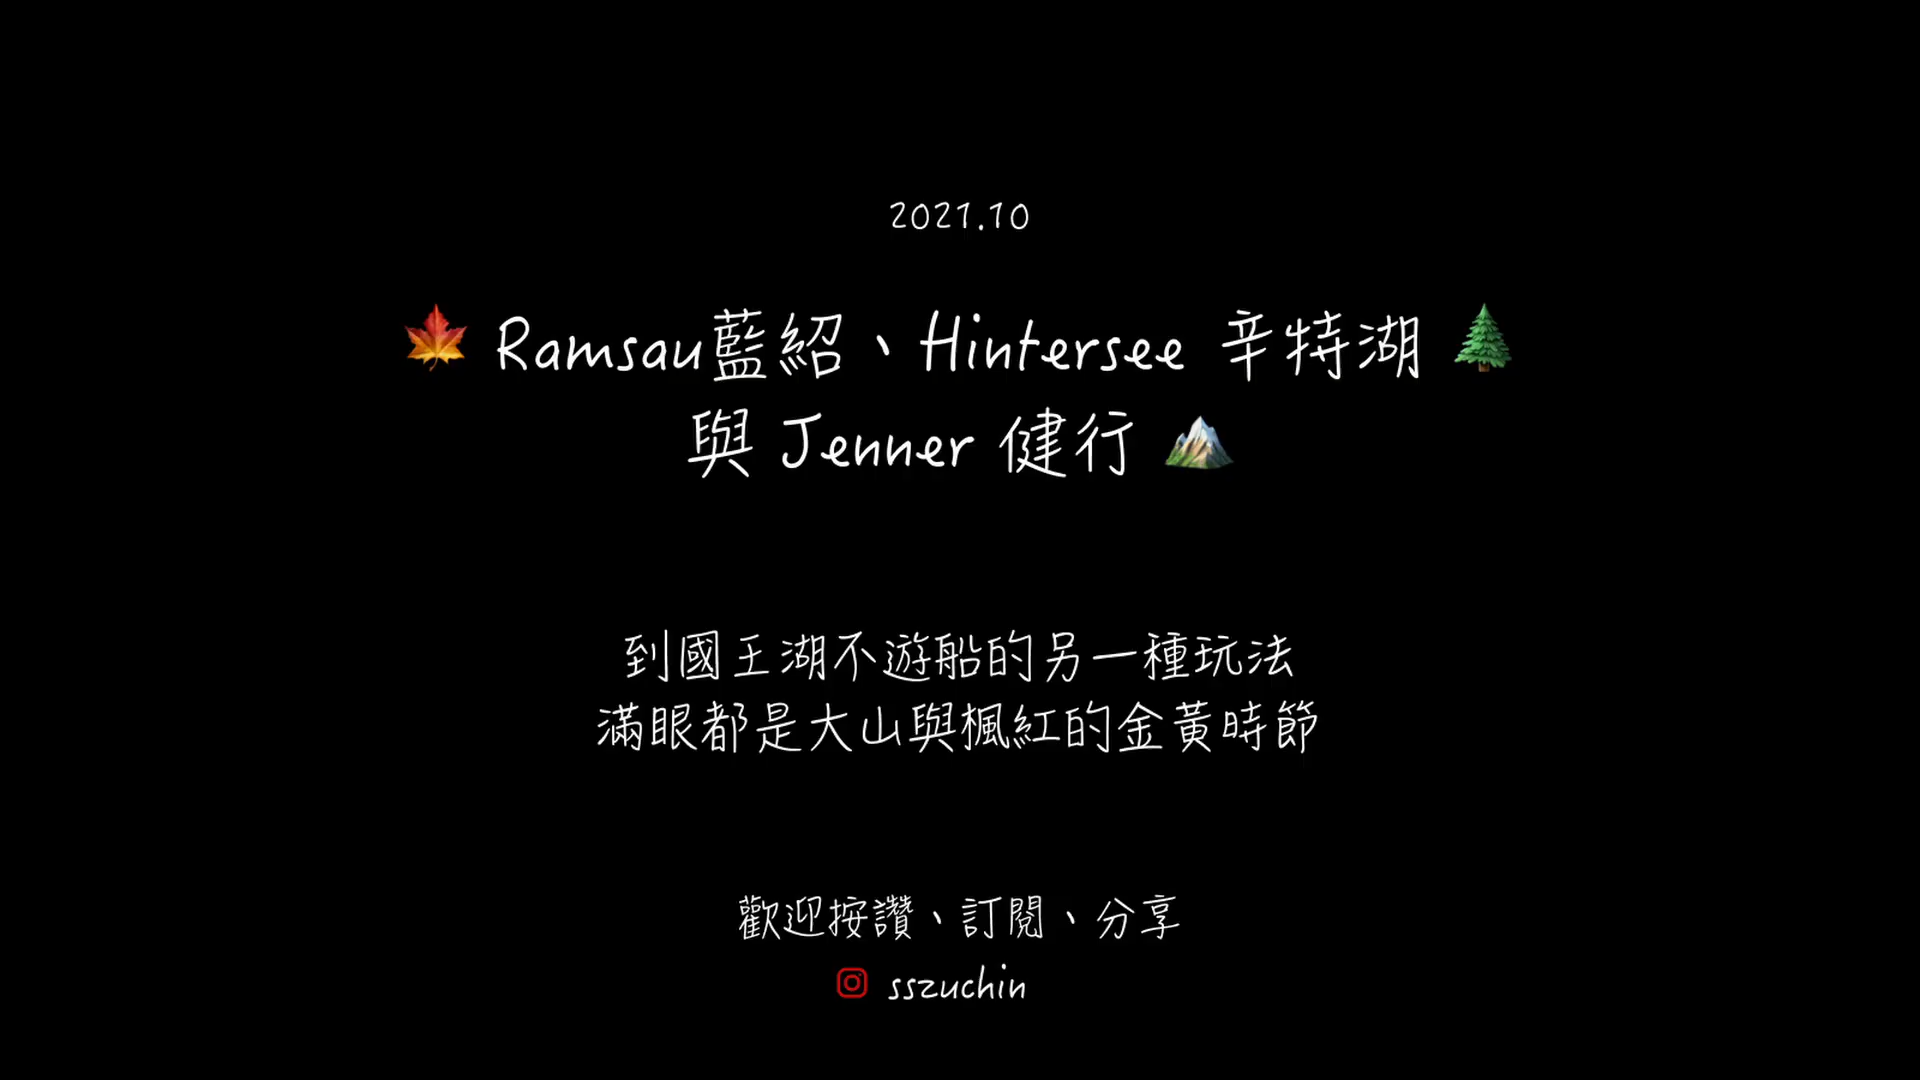 2021.10
🍁 Ramsau藍紹、Hintersee 辛特湖 🌲
與 Jenner 健行 ⛰️
到國王湖不遊船的另一種玩法
滿眼都是大山與楓紅的金黃時節
歡迎按讚、訂閱、分享
sszuchin